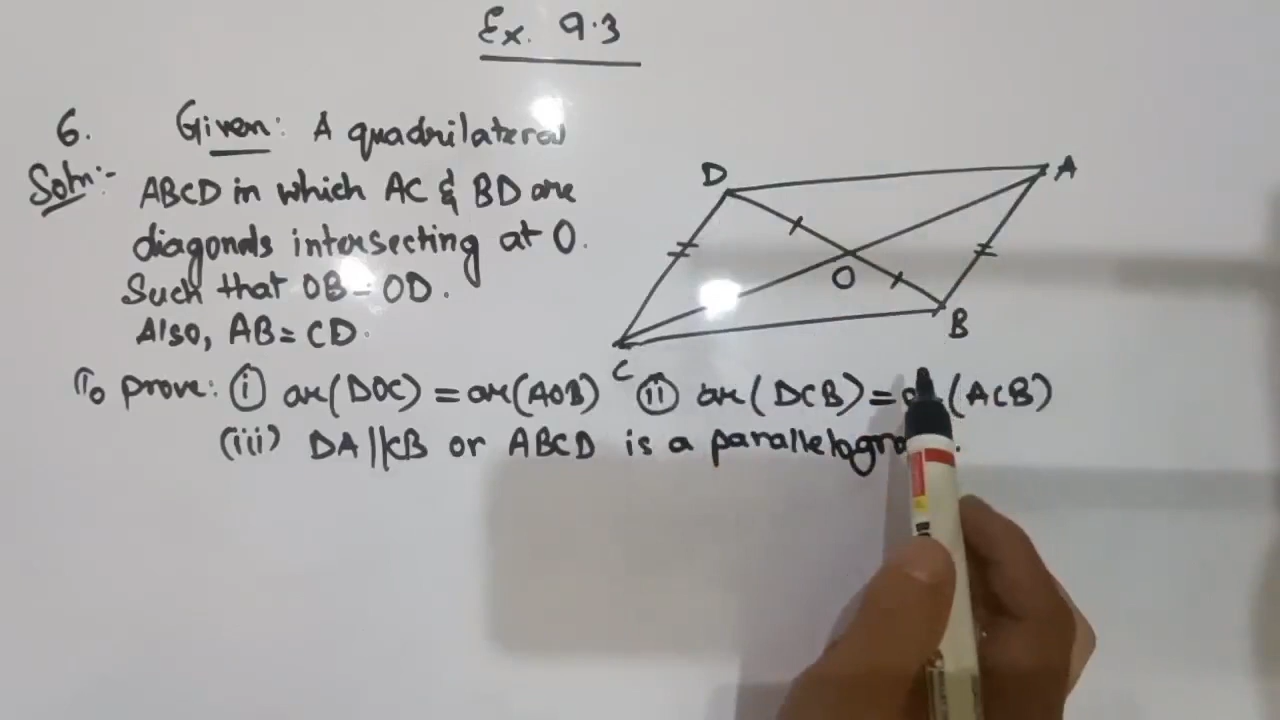 Ex. 9.3
6. Given: A quadrilateral
Soln:- ABCD in which AC & BD are
diagonals intersecting at O.
Such that OB = OD.
Also, AB = CD.
To prove: (i) ar(DOC) = ar(AOB) (ii) ar(DCB) = (ACB)
(iii) DA||CB or ABCD is a
D
A
O
B
C